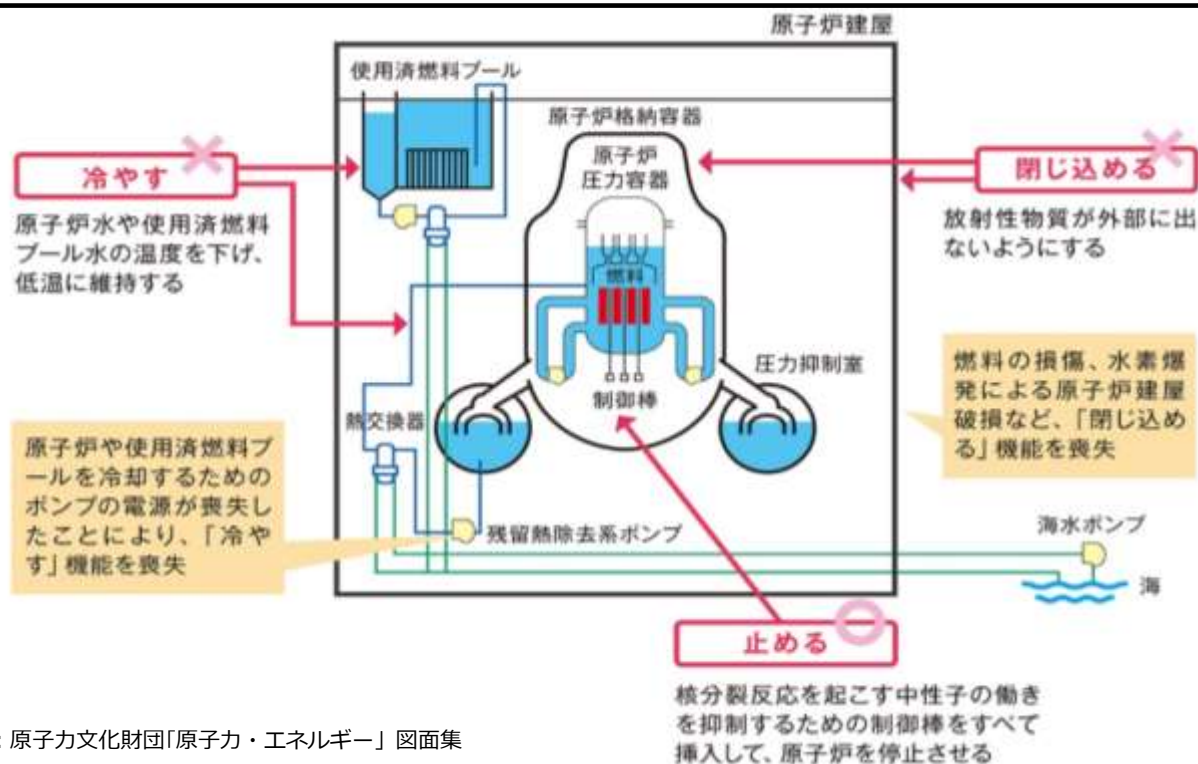 原子炉建屋
使用済燃料プール
原子炉格納容器
原子炉
圧力容器
冷やす
閉じ込める
原子炉水や使用済燃料
プール水の温度を下げ、
低温に維持する
放射性物質が外部に出
ないようにする
燃料
圧力抑制室
制御棒
熱交換器
燃料の損傷、水素爆
発による原子炉建屋
破損など、「閉じ込め
る」機能を喪失
原子炉や使用済燃料プ
ールを冷却するための
ポンプの電源が喪失し
たことにより、「冷や
す」機能を喪失
残留熱除去系ポンプ
海水ポンプ
海
止める
核分裂反応を起こす中性子の働き
を抑制するための制御棒をすべて
挿入して、原子炉を停止させる
原子力文化財団「原子力・エネルギー」図面集